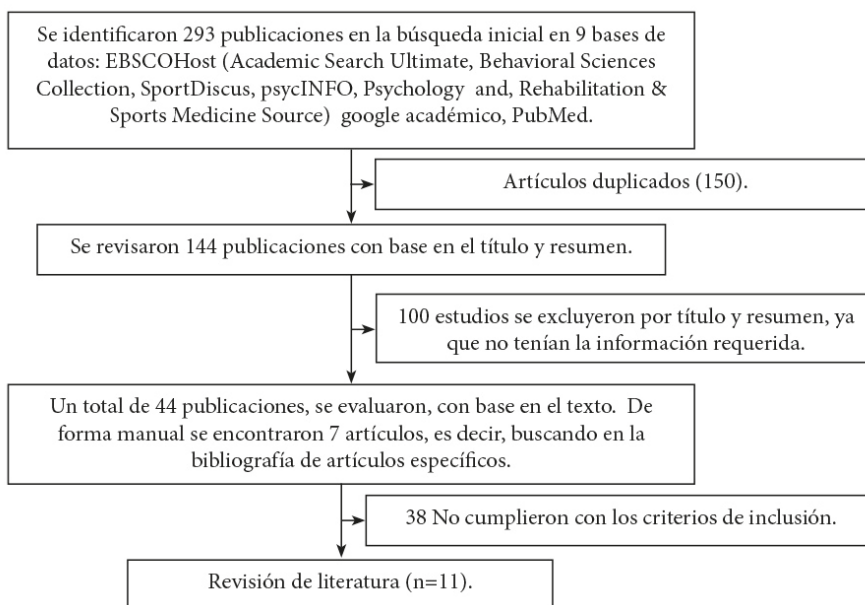 Se identificaron 293 publicaciones en la búsqueda inicial en 9 bases de
datos: EBSCOHost (Academic Search Ultimate, Behavioral Sciences
Collection, SportDiscus, psycINFO, Psychology and, Rehabilitation &
Sports Medicine Source) google académico, PubMed.
Artículos duplicados (150).
Se revisaron 144 publicaciones con base en el título y resumen.
100 estudios se excluyeron por título y resumen, ya
que no tenían la información requerida.
Un total de 44 publicaciones, se evaluaron, con base en el texto. De
forma manual se encontraron 7 artículos, es decir, buscando en la
bibliografía de artículos específicos.
38 No cumplieron con los criterios de inclusión.
Revisión de literatura (n=11).